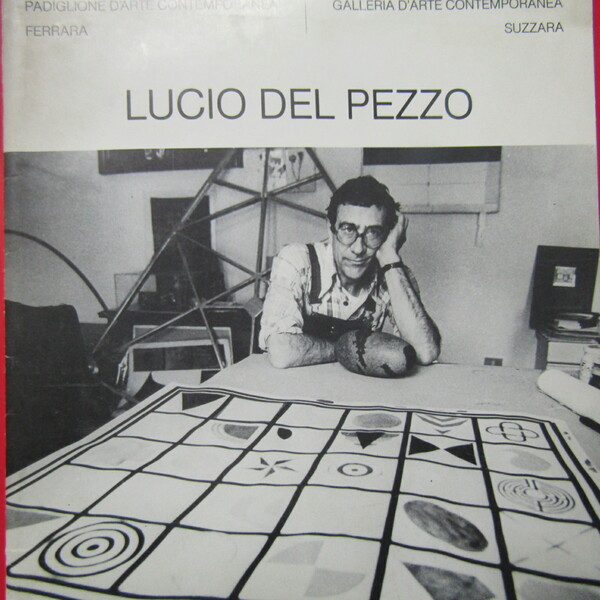 PADIGLIONE D'ARTE CONTEMPORANEA
FERRARA
GALLERIA D'ARTE CONTEMPORANEA
SUZZARA
LUCIO DEL PEZZO